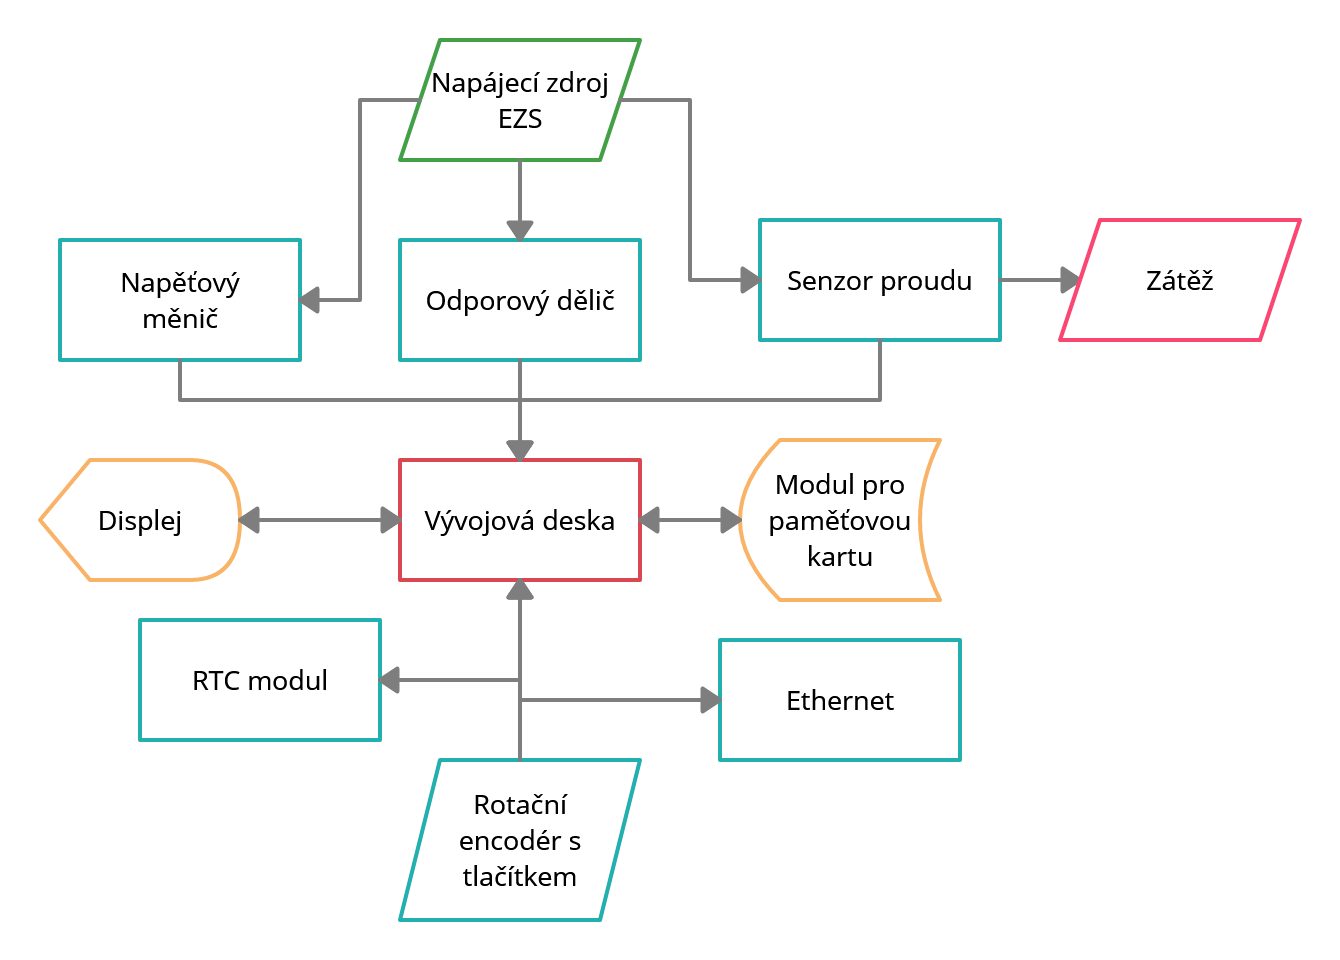 Napájecí zdroj
EZS
Napěťový
měnič
Odporový dělič
Senzor proudu
Zátěž
Displej
Vývojová deska
Modul pro
paměťovou
kartu
RTC modul
Ethernet
Rotační
encodér s
tlačítkem